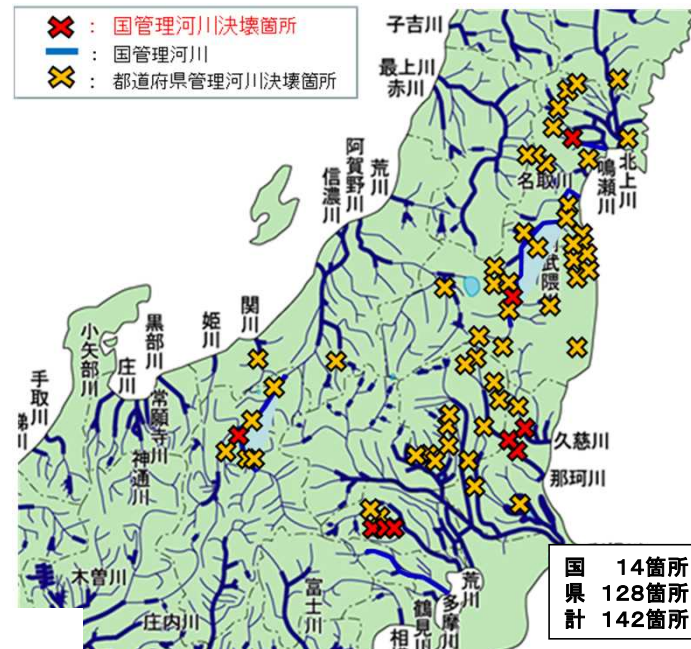 : 国管理河川決壊箇所
: 国管理河川
: 都道府県管理河川決壊箇所
子吉川
最上川
赤川
荒川
阿賀野川
信濃川
北上川
鳴瀬川
名取川
武隈
関川
姫川
黒部川
小矢部川
庄川
常願寺川
神通川
手取川
久慈川
那珂川
木曽川
庄内川
富士川
荒川
多摩川
鶴見川
相
国 14箇所
県 128箇所
計 142箇所